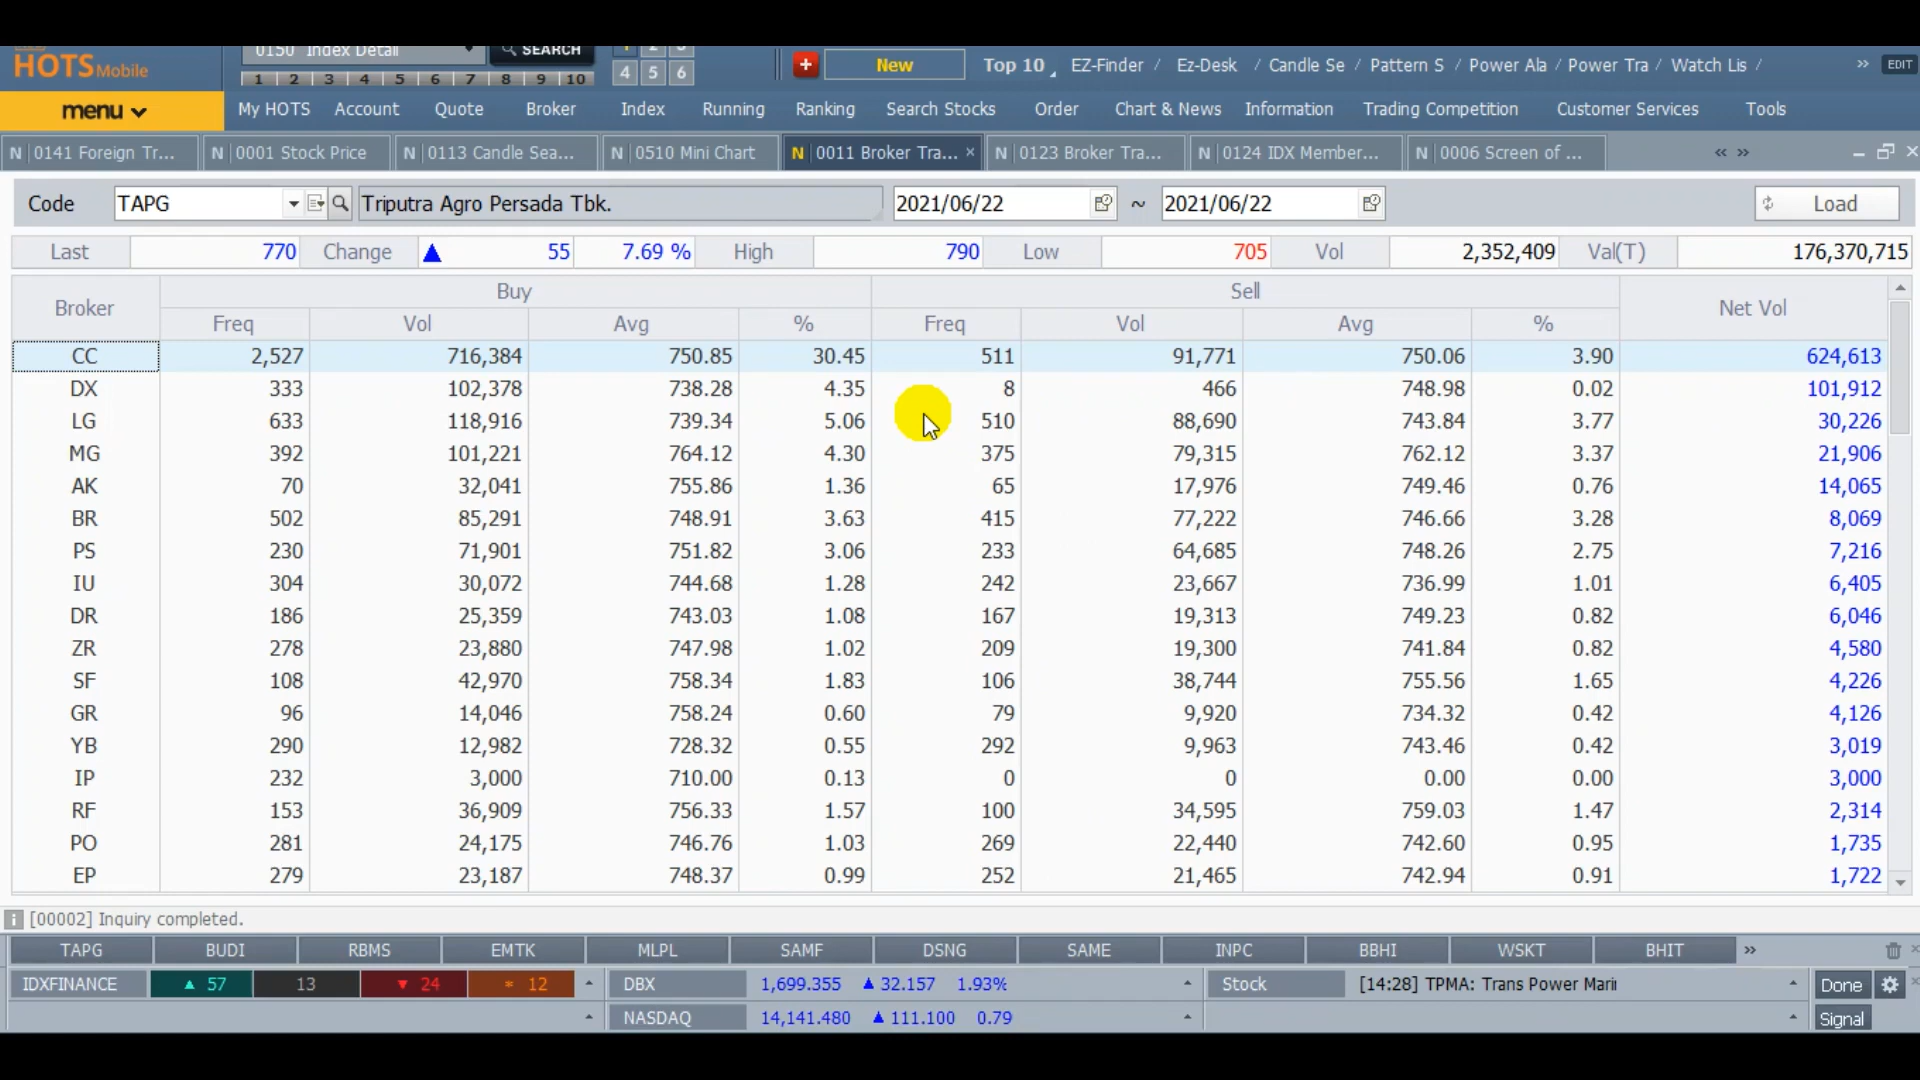 HOTS Mobile
0150 Index Detail SEARCH
1 2 3 4 5 6 7 8 9 10
1 2 3
4 5 6
New Top 10 EZ-Finder / Ez-Desk / Candle Se / Pattern S / Power Ala / Power Tra / Watch Lis / » EDIT
menu My HOTS Account Quote Broker Index Running Ranking Search Stocks Order Chart & News Information Trading Competition Customer Services Tools
N 0141 Foreign Tr... N 0001 Stock Price N 0113 Candle Sea... N 0510 Mini Chart N 0011 Broker Tra... × N 0123 Broker Tra... N 0124 IDX Member... N 0006 Screen of ... « »
Code TAPG Triputra Agro Persada Tbk. 2021/06/22 ~ 2021/06/22 Load
Last 770 Change ▲ 55 7.69 % High 790 Low 705 Vol 2,352,409 Val(T) 176,370,715
Broker Buy Sell Net Vol
Freq Vol Avg % Freq Vol Avg %
CC 2,527 716,384 750.85 30.45 511 91,771 750.06 3.90 624,613
DX 333 102,378 738.28 4.35 8 466 748.98 0.02 101,912
LG 633 118,916 739.34 5.06 510 88,690 743.84 3.77 30,226
MG 392 101,221 764.12 4.30 375 79,315 762.12 3.37 21,906
AK 70 32,041 755.86 1.36 65 17,976 749.46 0.76 14,065
BR 502 85,291 748.91 3.63 415 77,222 746.66 3.28 8,069
PS 230 71,901 751.82 3.06 233 64,685 748.26 2.75 7,216
IU 304 30,072 744.68 1.28 242 23,667 736.99 1.01 6,405
DR 186 25,359 743.03 1.08 167 19,313 749.23 0.82 6,046
ZR 278 23,880 747.98 1.02 209 19,300 741.84 0.82 4,580
SF 108 42,970 758.34 1.83 106 38,744 755.56 1.65 4,226
GR 96 14,046 758.24 0.60 79 9,920 734.32 0.42 4,126
YB 290 12,982 728.32 0.55 292 9,963 743.46 0.42 3,019
IP 232 3,000 710.00 0.13 0 0 0.00 0.00 3,000
RF 153 36,909 756.33 1.57 100 34,595 759.03 1.47 2,314
PO 281 24,175 746.76 1.03 269 22,440 742.60 0.95 1,735
EP 279 23,187 748.37 0.99 252 21,465 742.94 0.91 1,722
[00002] Inquiry completed.
TAPG BUDI RBMS EMTK MLPL SAMF DSNG SAME INPC BBHI WSKT BHIT »
IDXFINANCE ▲ 57 13 ▼ 24 * 12 DBX 1,699.355 ▲ 32.157 1.93% Stock [14:28] TPMA: Trans Power Marii Done
NASDAQ 14,141.480 ▲ 111.100 0.79 Signal